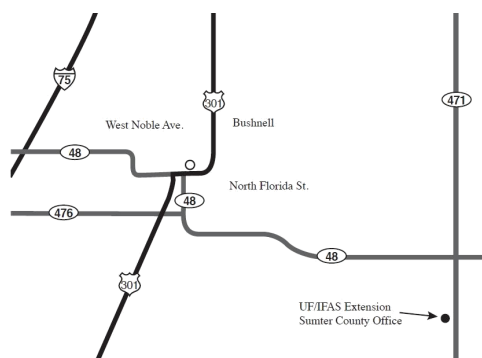 75
301
471
West Noble Ave.
Bushnell
48
North Florida St.
48
476
48
301
UF/IFAS Extension
Sumter County Office